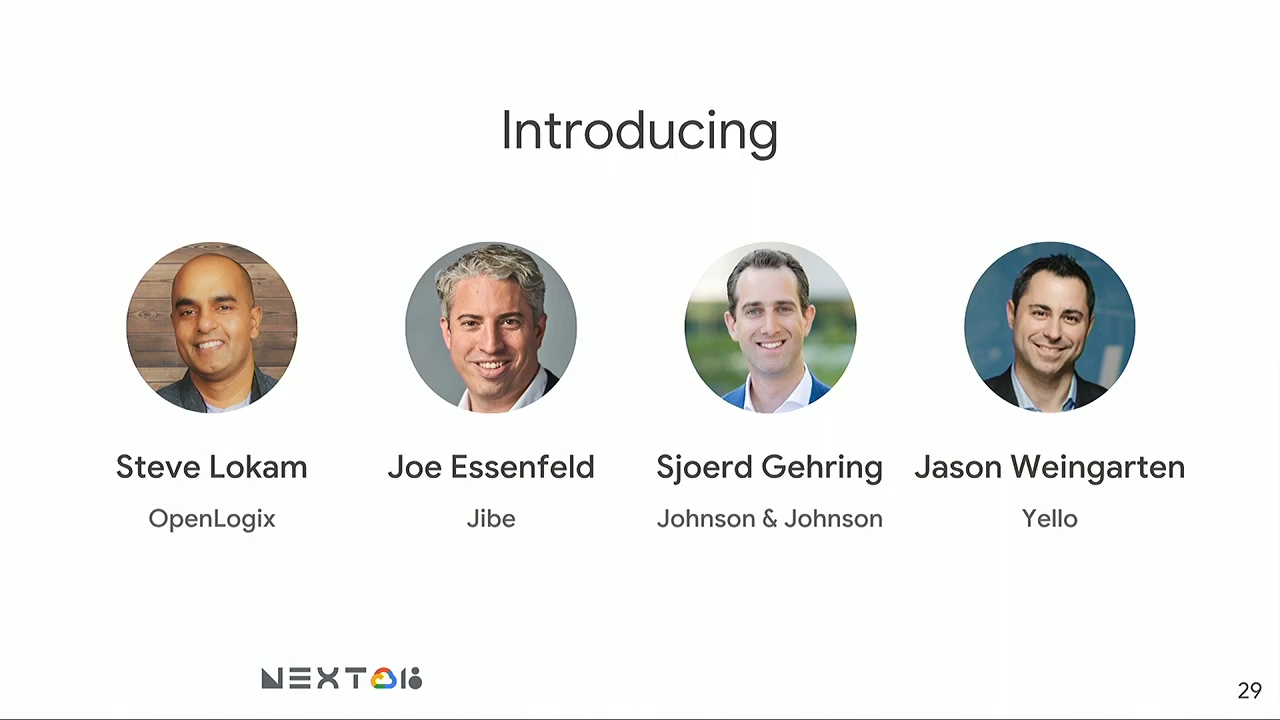 Introducing
Steve Lokam
Joe Essenfeld
Sjoerd Gehring
Jason Weingarten
OpenLogix
Jibe
Johnson & Johnson
Yello
NEXT 18
29